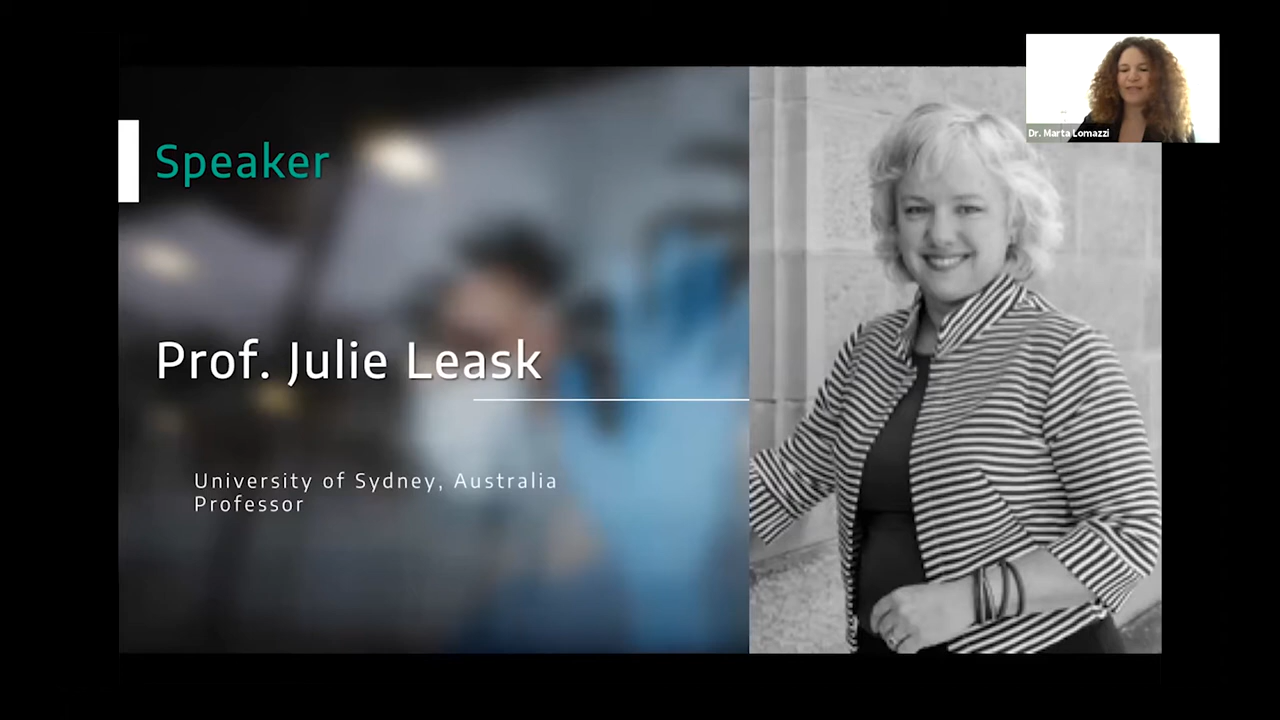 Speaker
Dr. Marta Lomazzi
Prof. Julie Leask
University of Sydney, Australia
Professor